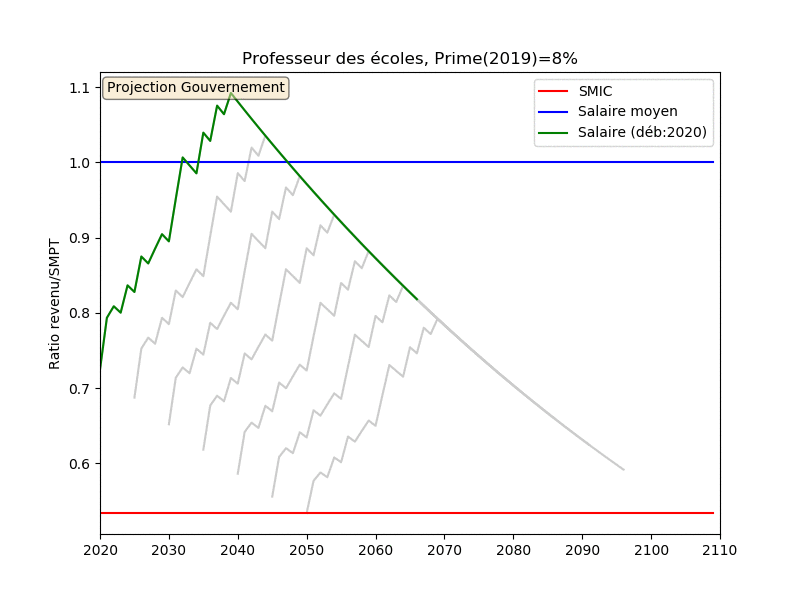 Professeur des écoles, Prime(2019)=8%
Projection Gouvernement
SMIC
Salaire moyen
Salaire (déb:2020)
Ratio revenu/SMPT
1.1
1.0
0.9
0.8
0.7
0.6
2020 2030 2040 2050 2060 2070 2080 2090 2100 2110